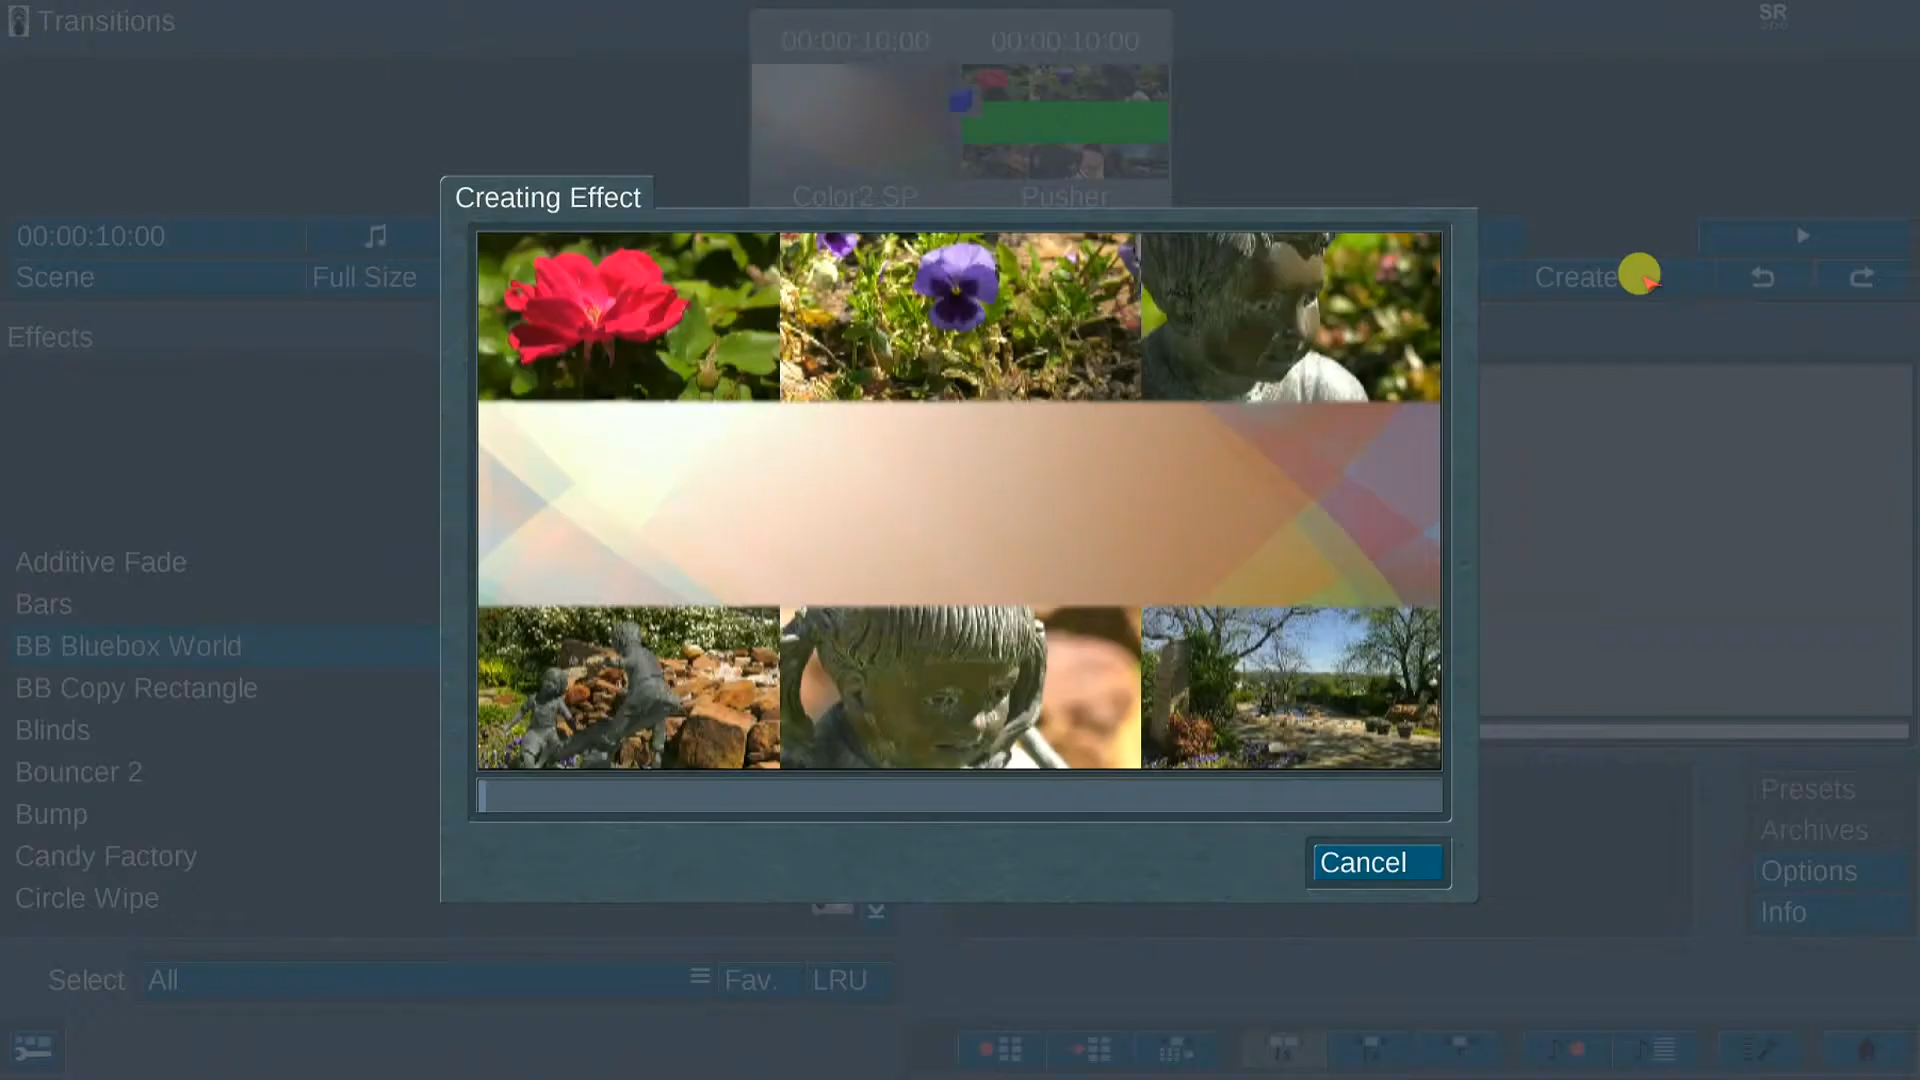 Transitions
SR
00:00:10:00 00:00:10:00
Color2 SP Pusher
Creating Effect
00:00:10:00
Scene Full Size
Create
Effects
Additive Fade
Bars
BB Bluebox World
BB Copy Rectangle
Blinds
Bouncer 2
Bump
Candy Factory
Circle Wipe
Presets
Archives
Options
Info
Cancel
Select All Fav. LRU